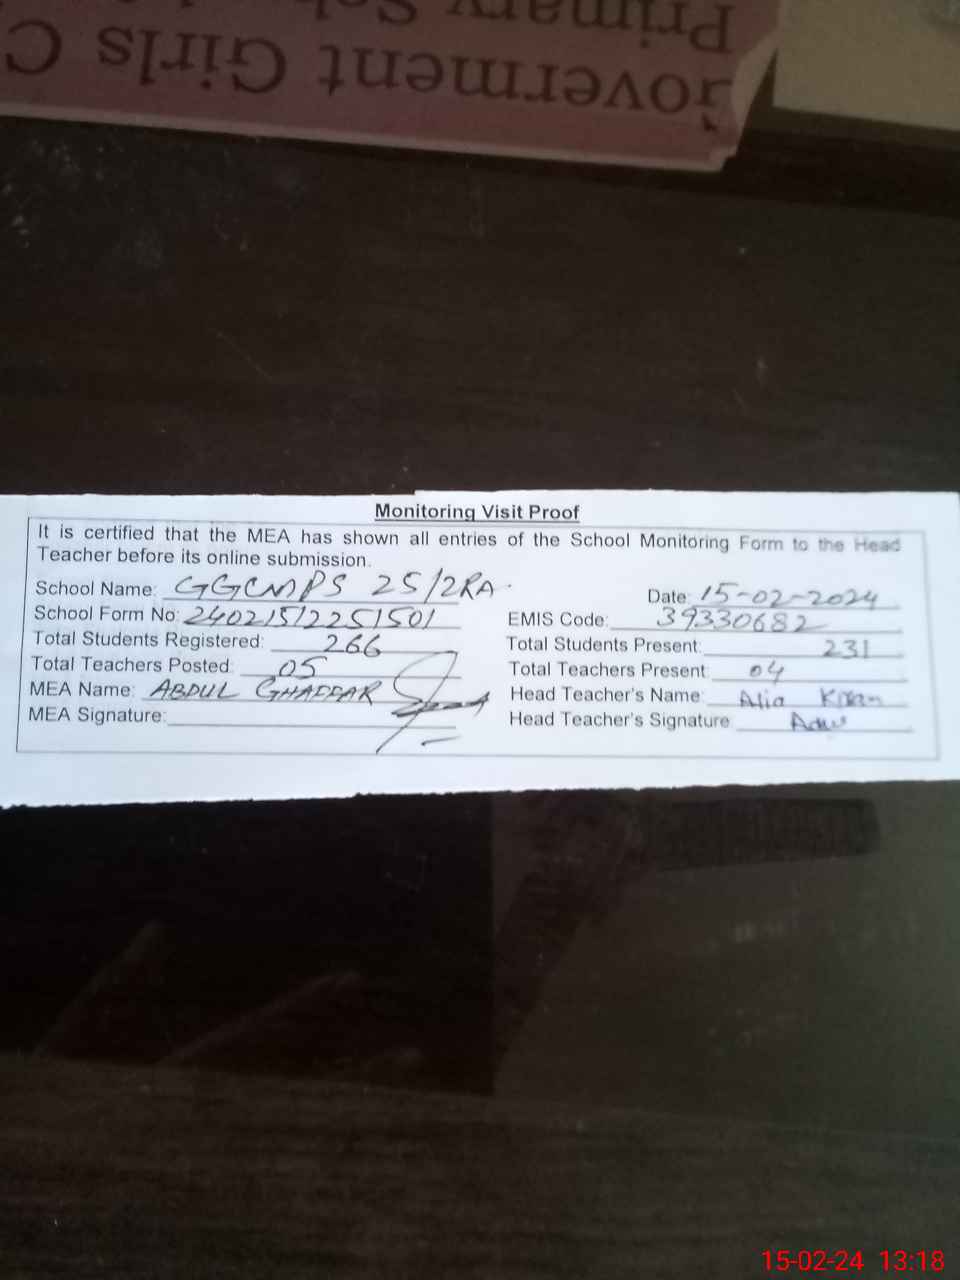 Goverment Girls C
Primary Sch
Monitoring Visit Proof
It is certified that the MEA has shown all entries of the School Monitoring Form to the Head
Teacher before its online submission.
School Name: GGCMPS 25/2RA. Date: 15-02-2024
School Form No: 2402151225 1501 EMIS Code: 39330682
Total Students Registered: 266 Total Students Present: 231
Total Teachers Posted: 05 Total Teachers Present: 04
MEA Name: ABDUL GHAFFAR Head Teacher's Name: Alia Kiran
MEA Signature: Head Teacher's Signature
15-02-24 13:18